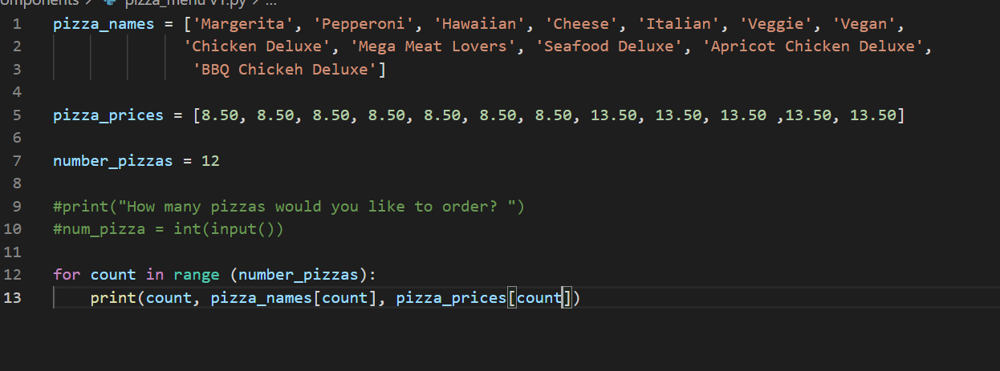 omponents > pizza_menu v1.py > ...
1 pizza_names = ['Margerita', 'Pepperoni', 'Hawaiian', 'Cheese', 'Italian', 'Veggie', 'Vegan',
2 'Chicken Deluxe', 'Mega Meat Lovers', 'Seafood Deluxe', 'Apricot Chicken Deluxe',
3 'BBQ Chickeh Deluxe']
4
5 pizza_prices = [8.50, 8.50, 8.50, 8.50, 8.50, 8.50, 8.50, 13.50, 13.50, 13.50 ,13.50, 13.50]
6
7 number_pizzas = 12
8
9 #print("How many pizzas would you like to order? ")
10 #num_pizza = int(input())
11
12 for count in range (number_pizzas):
13 print(count, pizza_names[count], pizza_prices[count])